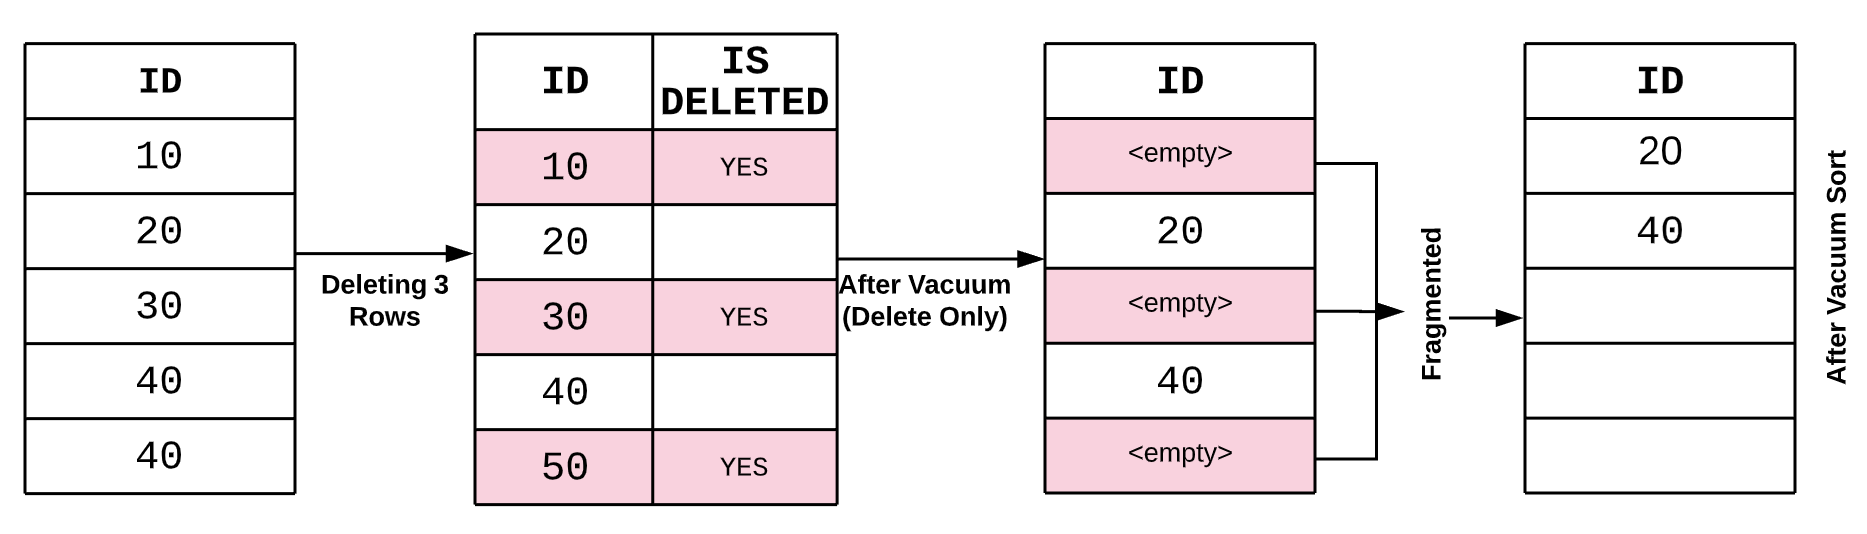 ID
10
20
30
40
40
Deleting 3
Rows
ID
IS
DELETED
10
YES
20
30
YES
40
50
YES
After Vacuum
(Delete Only)
ID
<empty>
20
<empty>
40
<empty>
Fragmented
ID
20
40
After Vacuum Sort